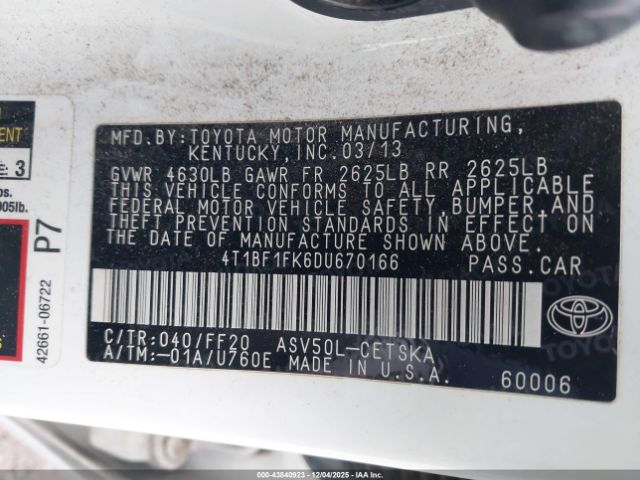 MFD.BY:TOYOTA MOTOR MANUFACTURING,
KENTUCKY,INC.03/13
GVWR 4630LB GAWR FR 2625LB RR 2625LB
THIS VEHICLE CONFORMS TO ALL APPLICABLE
FEDERAL MOTOR VEHICLE SAFETY,BUMPER,AND
THEFT PREVENTION STANDARDS IN EFFECT ON
THE DATE OF MANUFACTURE SHOWN ABOVE.
4T1BF1FK6DU670166 PASS.CAR
C/TR:040/FF20 ASV50L-CETSKA
A/TM:-01A/U760E MADE IN U.S.A.
60006
TOYOTA
3
905lb.
P7
42661-06722
000-43840923 | 12/04/2025 | IAA